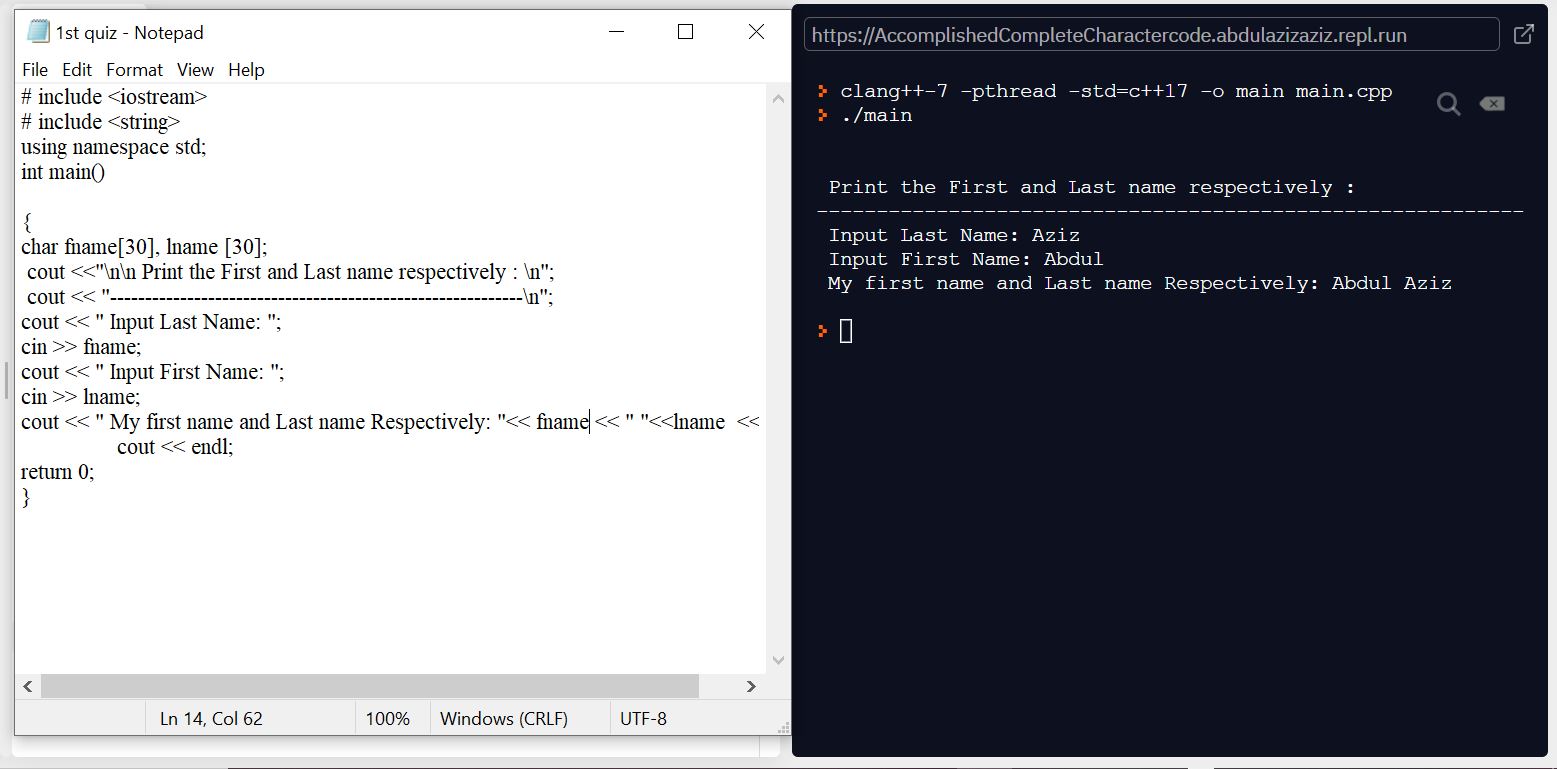 1st quiz - Notepad
File Edit Format View Help
# include <iostream>
# include <string>
using namespace std;
int main()
{
char fname[30], lname [30];
cout <<"\n\n Print the First and Last name respectively : \n";
cout << "-----------------------------------------------------------\n";
cout << " Input Last Name: ";
cin >> fname;
cout << " Input First Name: ";
cin >> lname;
cout << " My first name and Last name Respectively: "<< fname << " "<<lname  <<
cout << endl;
return 0;
}
Ln 14, Col 62 100% Windows (CRLF) UTF-8
https://AccomplishedCompleteCharactercode.abdulazizaziz.repl.run
clang++-7 -pthread -std=c++17 -o main main.cpp
./main
Print the First and Last name respectively :
-----------------------------------------------------------
Input Last Name: Aziz
Input First Name: Abdul
My first name and Last name Respectively: Abdul Aziz